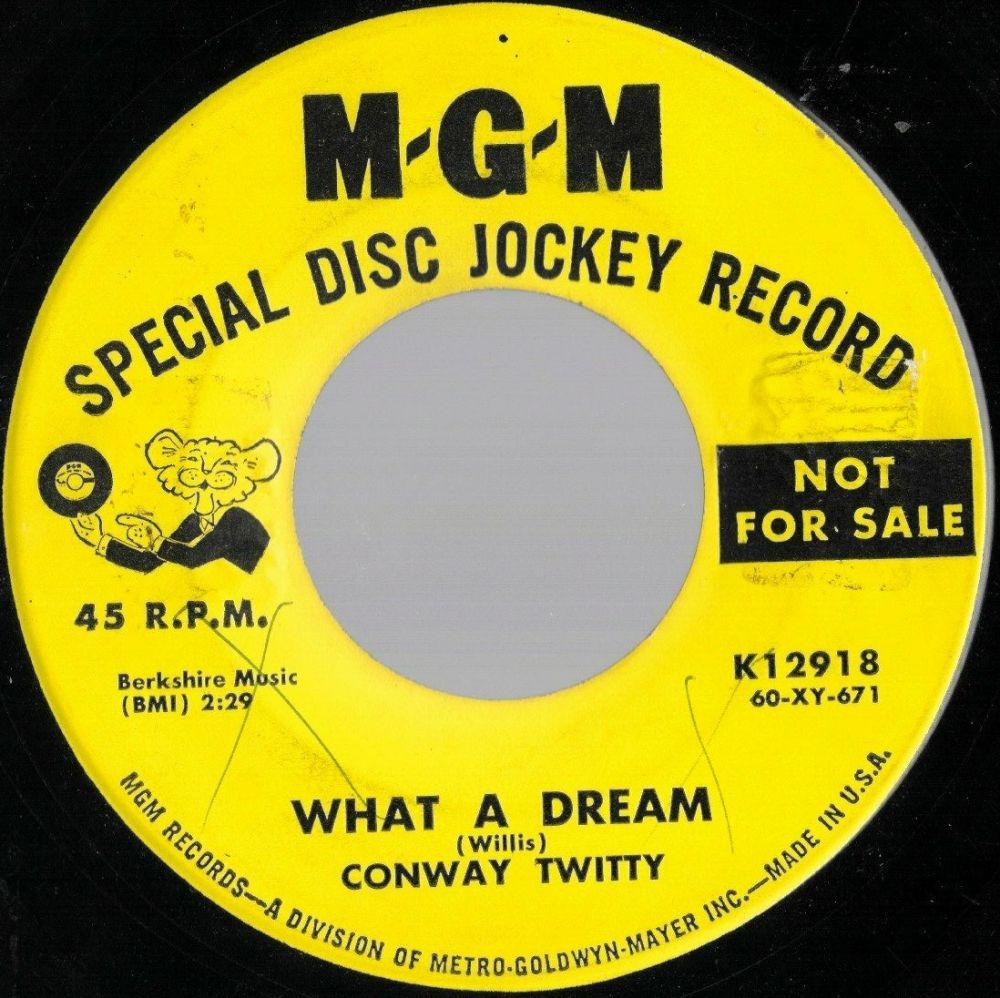 M-G-M
SPECIAL DISC JOCKEY RECORD
NOT
FOR SALE
45 R.P.M.
Berkshire Music
(BMI) 2:29
K12918
60-XY-671
WHAT A DREAM
(Willis)
CONWAY TWITTY
MGM RECORDS—A DIVISION OF METRO-GOLDWYN-MAYER INC.—MADE IN U.S.A.